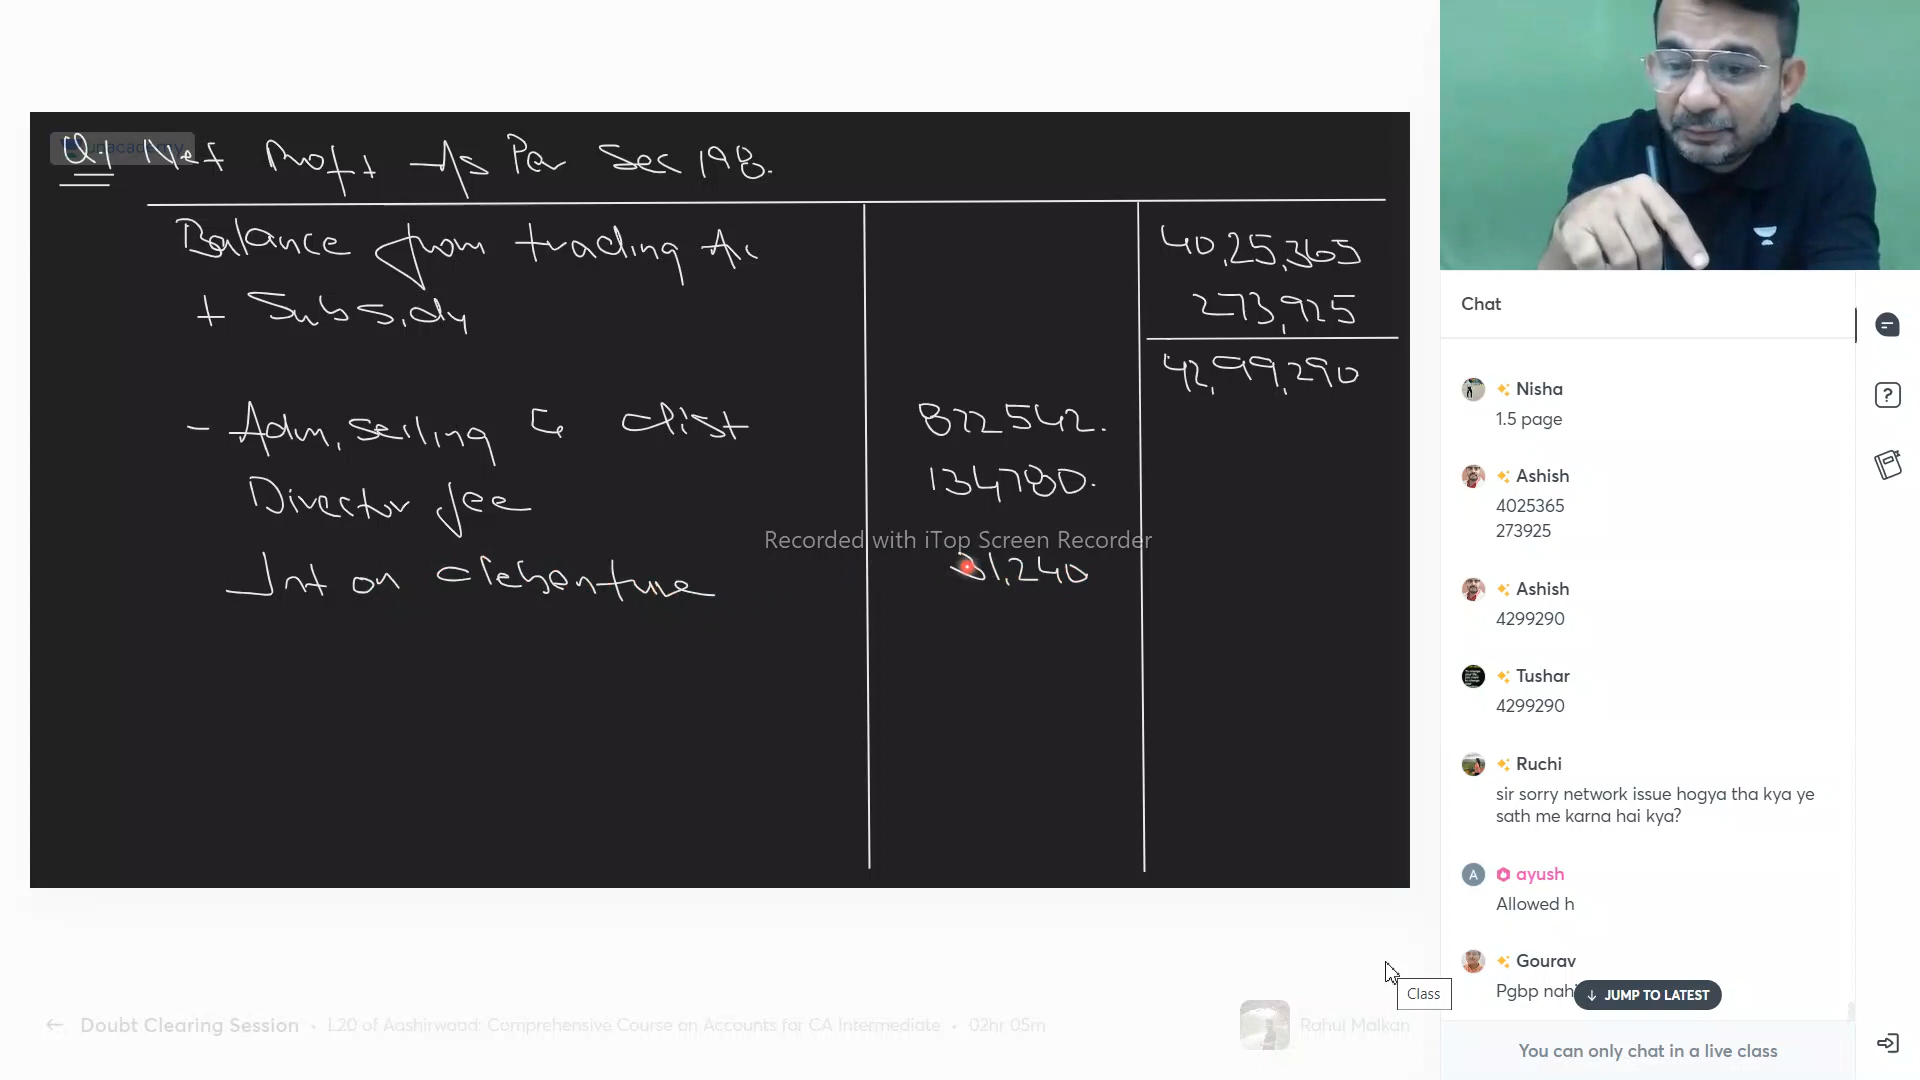 unacademy
Q.1 Net Profit A/s Per Sec 198.
Balance from trading A/c 40,25,365
+ Subsidy 273,925
42,99,290
- Adm, selling & dist 822542.
Director fee 134780.
Recorded with iTop Screen Recorder
Int on debenture 31,240
Chat
Nisha
1.5 page
Ashish
4025365
273925
Ashish
4299290
Tushar
4299290
Ruchi
sir sorry network issue hogya tha kya ye
sath me karna hai kya?
A ayush
Allowed h
Gourav
Pgbp nah
JUMP TO LATEST
Class
Doubt Clearing Session • L20 of Aashirwaad: Comprehensive Course on Accounts for CA Intermediate • 02hr 05m
Rahul Malkan
You can only chat in a live class